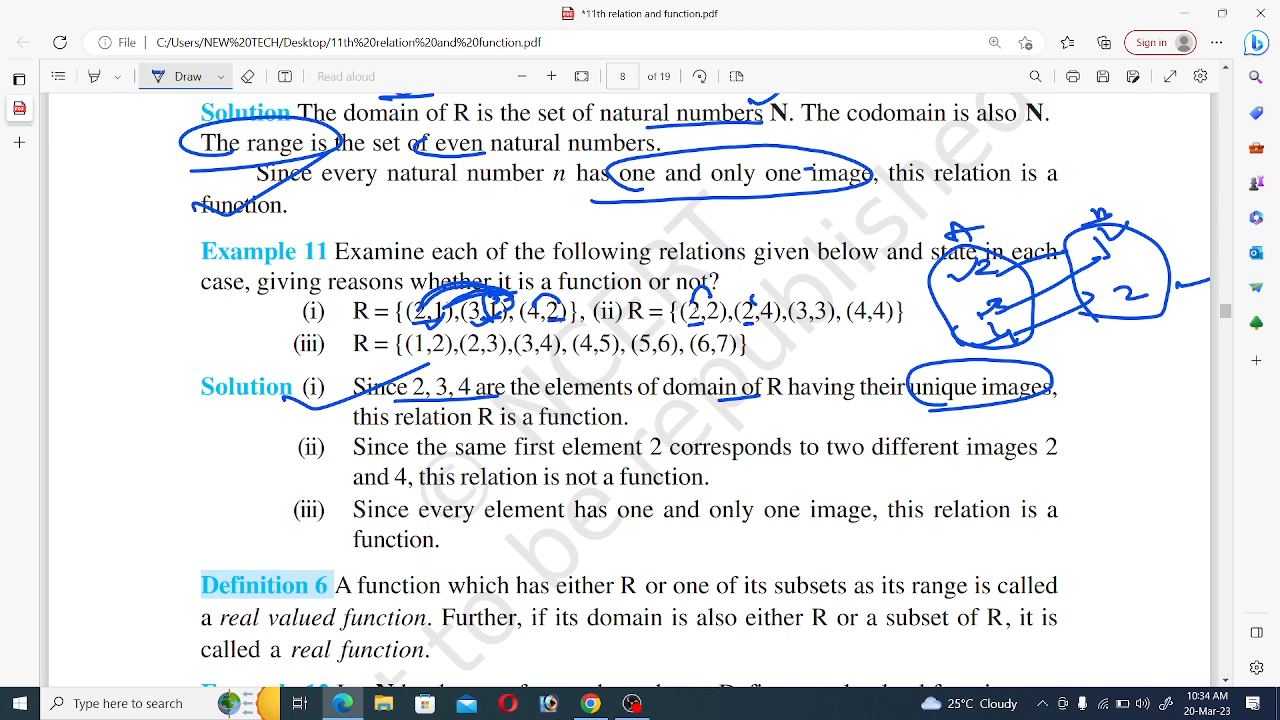 *11th relation and function.pdf
File C:/Users/NEW%20TECH/Desktop/11th%20relation%20and%20function.pdf Sign in
Draw Read aloud 8 of 19
Solution The domain of R is the set of natural numbers N. The codomain is also N.
The range is the set of even natural numbers.
Since every natural number n has one and only one image, this relation is a
function.
Example 11 Examine each of the following relations given below and state in each
case, giving reasons whether it is a function or not?
(i) R = {(2,1),(3,1), (4,2)}, (ii) R = {(2,2),(2,4),(3,3), (4,4)}
(iii) R = {(1,2),(2,3),(3,4), (4,5), (5,6), (6,7)}
A
2 1
3 2
4
Solution (i) Since 2, 3, 4 are the elements of domain of R having their unique images,
this relation R is a function.
(ii) Since the same first element 2 corresponds to two different images 2
and 4, this relation is not a function.
(iii) Since every element has one and only one image, this relation is a
function.
Definition 6 A function which has either R or one of its subsets as its range is called
a real valued function. Further, if its domain is also either R or a subset of R, it is
called a real function.
© NCERT
not to be republished
Type here to search 25°C Cloudy 10:34 AM
20-Mar-23